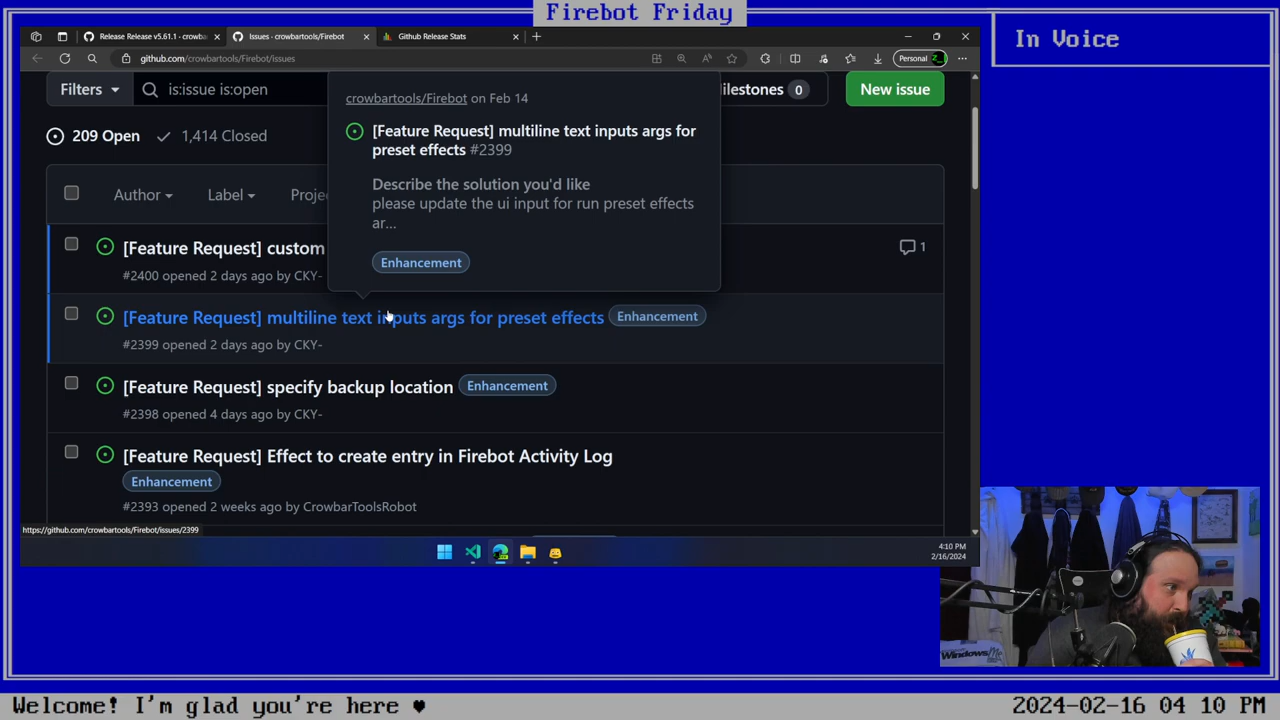 Firebot Friday
In Voice
Release Release v5.61.1 · crowbar
Issues · crowbartools/Firebot
Github Release Stats
github.com/crowbartools/Firebot/issues
Personal
Filters
is:issue is:open
ilestones 0
New issue
crowbartools/Firebot on Feb 14
[Feature Request] multiline text inputs args for
preset effects #2399
Describe the solution you'd like
please update the ui input for run preset effects
ar...
Enhancement
209 Open
1,414 Closed
Author
Label
Proje
[Feature Request] custom
1
#2400 opened 2 days ago by CKY-
[Feature Request] multiline text inputs args for preset effects Enhancement
#2399 opened 2 days ago by CKY-
[Feature Request] specify backup location Enhancement
#2398 opened 4 days ago by CKY-
[Feature Request] Effect to create entry in Firebot Activity Log
Enhancement
#2393 opened 2 weeks ago by CrowbarToolsRobot
https://github.com/crowbartools/Firebot/issues/2399
4:10 PM
2/16/2024
Windows Me
Welcome! I'm glad you're here ♥
2024-02-16 04 10 PM